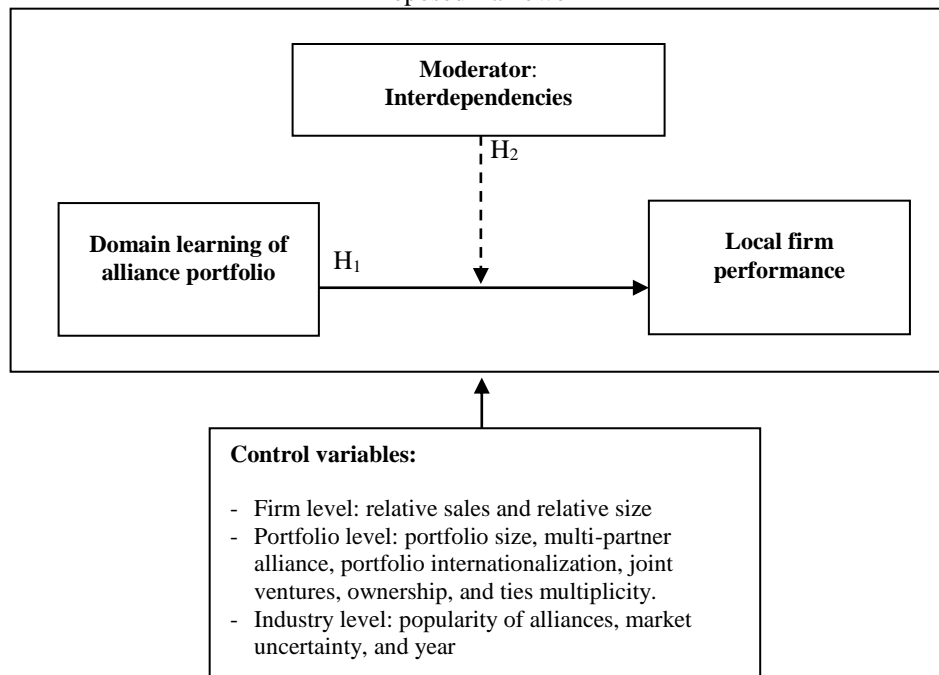 Moderator:
Interdependencies
H2
Domain learning of
alliance portfolio
H1
Local firm
performance
Control variables:
- Firm level: relative sales and relative size
- Portfolio level: portfolio size, multi-partner
alliance, portfolio internationalization, joint
ventures, ownership, and ties multiplicity.
- Industry level: popularity of alliances, market
uncertainty, and year